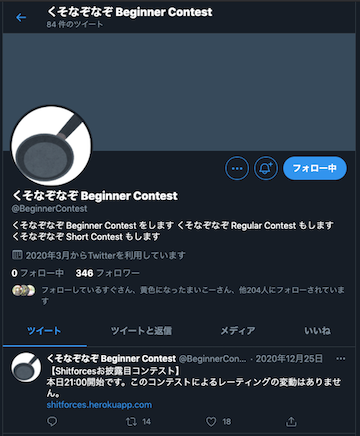 くそなぞなぞ Beginner Contest
84 件のツイート
フォロー中
くそなぞなぞ Beginner Contest
@BeginnerContest
くそなぞなぞ Beginner Contest をします くそなぞなぞ Regular Contest もします
くそなぞなぞ Short Contest もします
2020年3月からTwitterを利用しています
0 フォロー中 346 フォロワー
フォローしているすぐさん、黄色になったまいこーさん、他204人にフォローされていま
す
ツイート ツイートと返信 メディア いいね
くそなぞなぞ Beginner Contest @BeginnerCon... · 2020年12月25日
【Shitforcesお披露目コンテスト】
本日21:00開始です。このコンテストによるレーティングの変動はありませ
ん。
shitforces.herokuapp.com
14 18